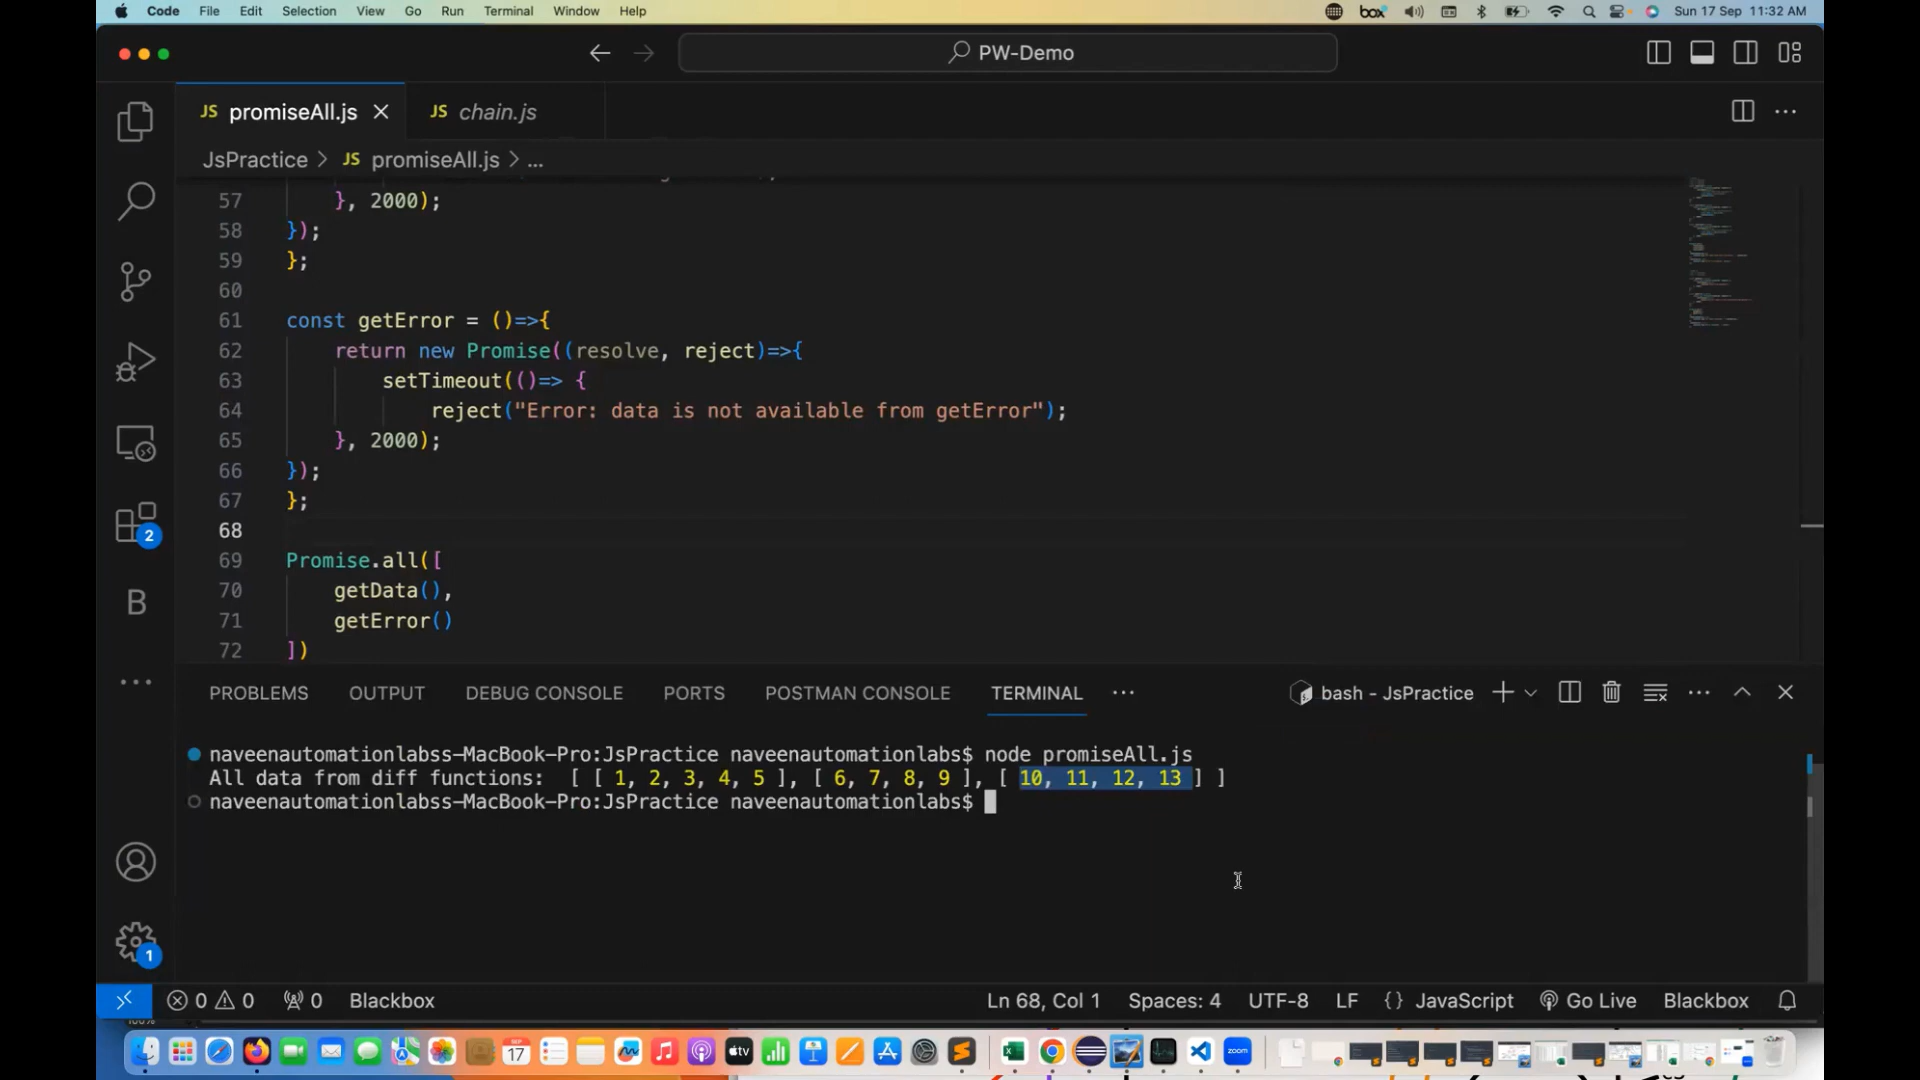 Code File Edit Selection View Go Run Terminal Window Help box Sun 17 Sep 11:32 AM
PW-Demo
JS promiseAll.js JS chain.js
JsPractice > JS promiseAll.js > ...
57 }, 2000);
58 });
59 };
60
61 const getError = ()=>{
62 return new Promise((resolve, reject)=>{
63 setTimeout(()=> {
64 reject("Error: data is not available from getError");
65 }, 2000);
66 });
67 };
68
69 Promise.all([
70 getData(),
71 getError()
72 ])
2
B
PROBLEMS OUTPUT DEBUG CONSOLE PORTS POSTMAN CONSOLE TERMINAL ... bash - JsPractice
naveenautomationlabss-MacBook-Pro:JsPractice naveenautomationlabs$ node promiseAll.js
All data from diff functions: [ [ 1, 2, 3, 4, 5 ], [ 6, 7, 8, 9 ], [ 10, 11, 12, 13 ] ]
naveenautomationlabss-MacBook-Pro:JsPractice naveenautomationlabs$
1
0 0 0 Blackbox Ln 68, Col 1 Spaces: 4 UTF-8 LF {} JavaScript Go Live Blackbox
17 tv zoom